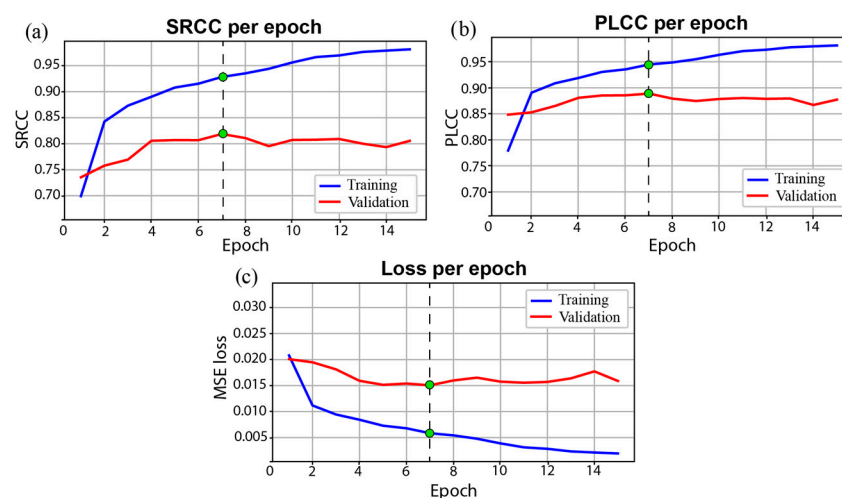 (a)
SRCC per epoch
0.95
0.90
0.85
0.80
0.75
0.70
SRCC
Training
Validation
0 2 4 6 8 10 12 14
Epoch
(b)
PLCC per epoch
0.95
0.90
0.85
0.80
0.75
0.70
PLCC
Training
Validation
0 2 4 6 8 10 12 14
Epoch
(c)
Loss per epoch
0.030
0.025
0.020
0.015
0.010
0.005
MSE loss
Training
Validation
0 2 4 6 8 10 12 14
Epoch